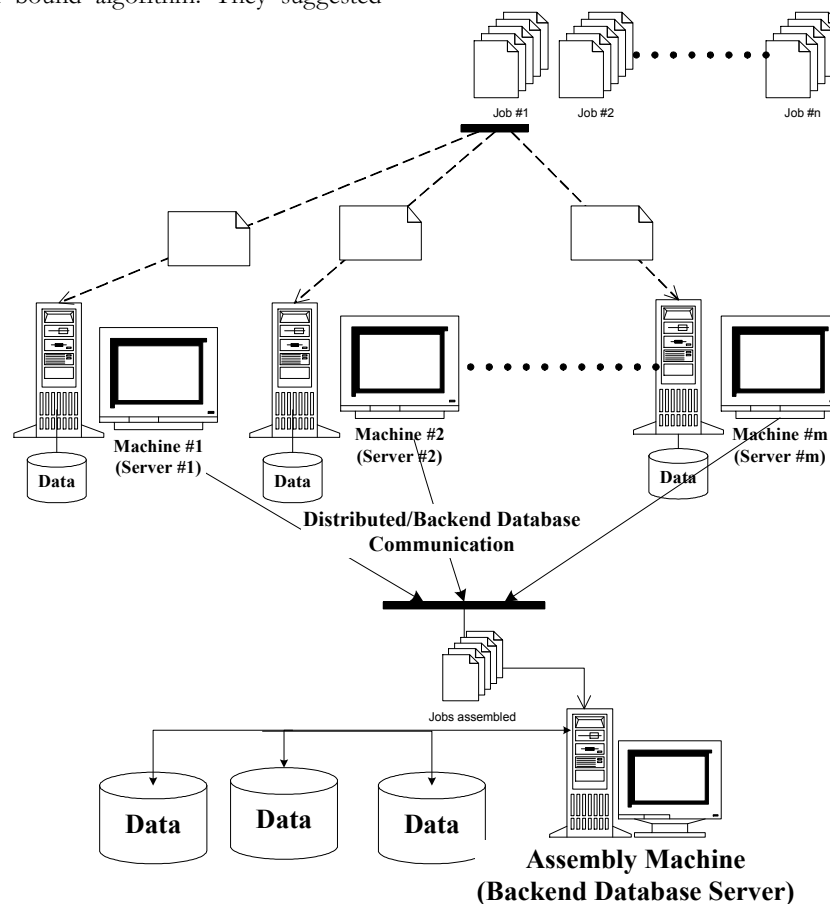 bound algorithm. They suggested
Job #1 Job #2 Job #n
Machine #1
(Server #1)
Machine #2
(Server #2)
Machine #m
(Server #m)
Data
Data
Data
Distributed/Backend Database
Communication
Jobs assembled
Data
Data
Data
Assembly Machine
(Backend Database Server)